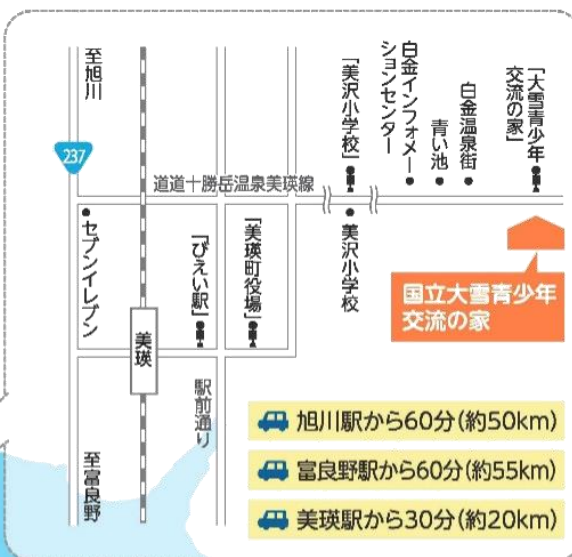 至旭川
237
道道十勝岳温泉美瑛線
「美沢小学校」
白金インフォメー
ションセンター
青い池
白金温泉街
「大雪青少年
交流の家」
セブンイレブン
「びえい駅」
「美瑛町役場」
美沢小学校
国立大雪青少年
交流の家
美瑛
駅前通り
至富良野
旭川駅から60分(約50km)
富良野駅から60分(約55km)
美瑛駅から30分(約20km)